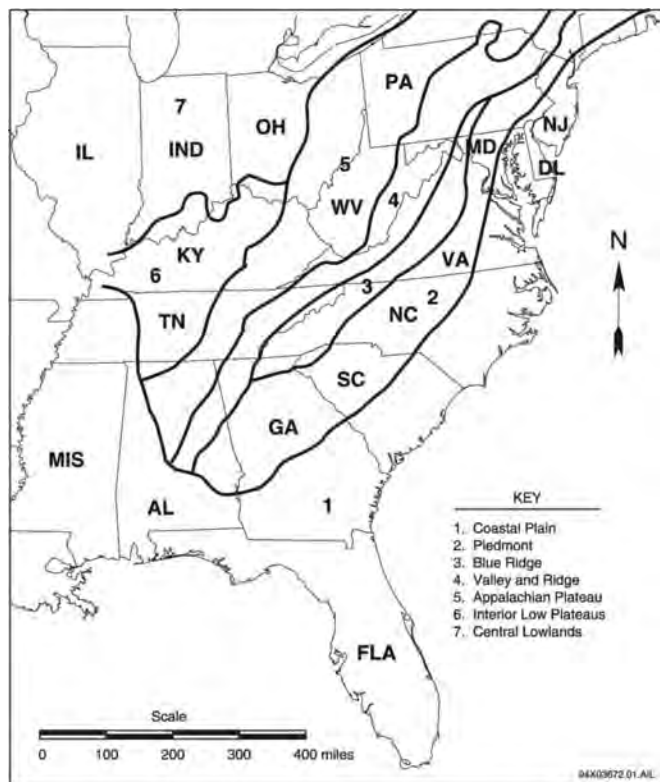 PA
7
OH
NJ
IL
IND
MD
5
DL
WV
4
N
KY
VA
6
3
2
TN
NC
SC
GA
MIS
AL
1
KEY
1. Coastal Plain
2. Piedmont
3. Blue Ridge
4. Valley and Ridge
5. Appalachian Plateau
6. Interior Low Plateaus
7. Central Lowlands
FLA
Scale
0 100 200 300 400 miles
94X03672.01.AIL